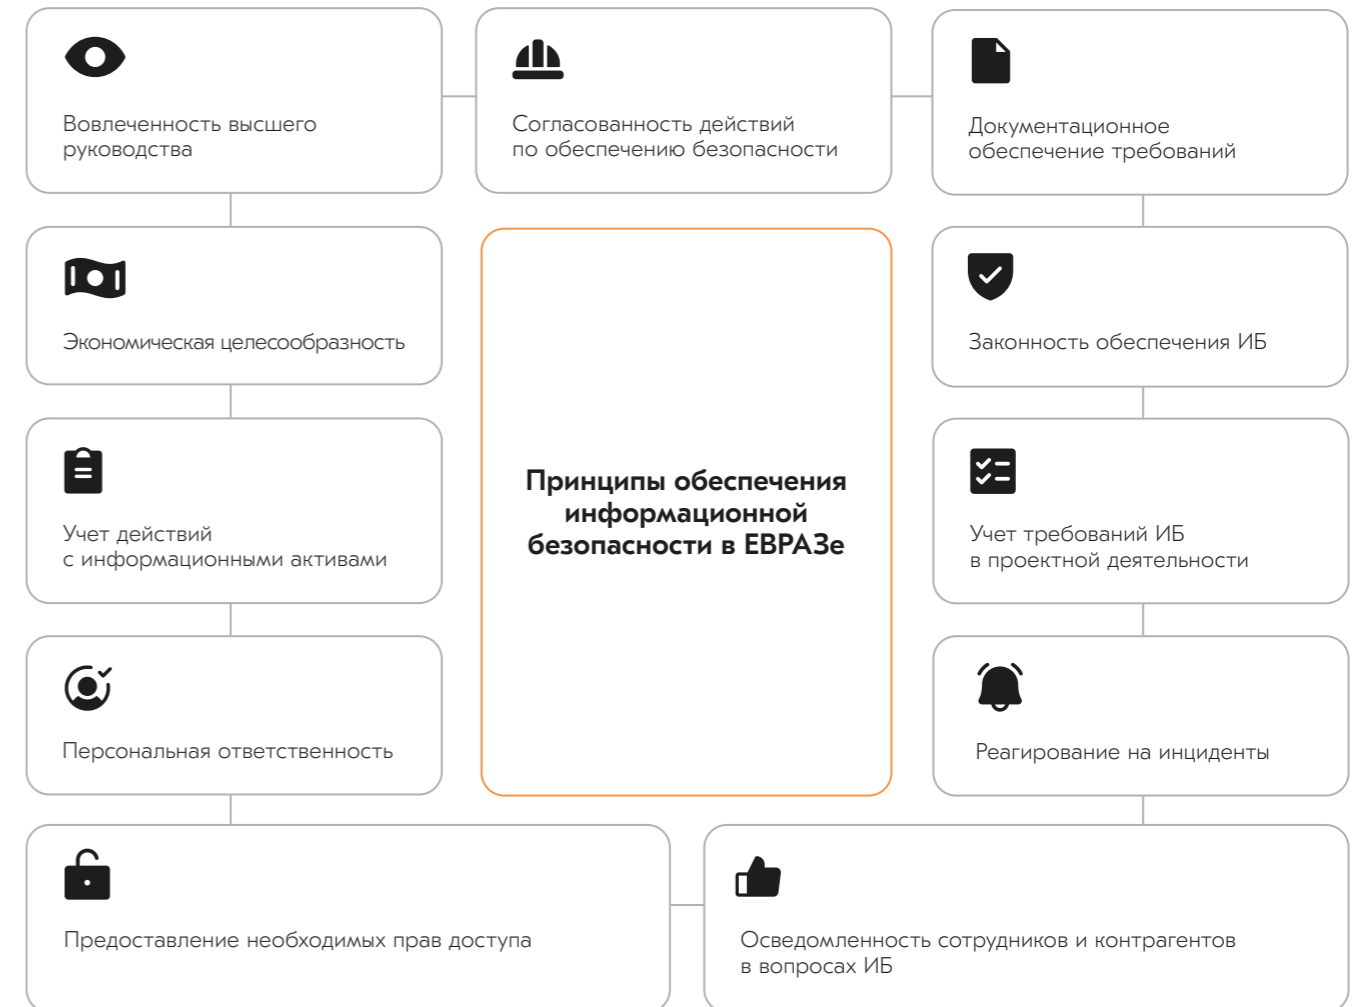 Вовлеченность высшего
руководства
Согласованность действий
по обеспечению безопасности
Документационное
обеспечение требований
Экономическая целесообразность
Законность обеспечения ИБ
Принципы обеспечения
информационной
безопасности в ЕВРАЗе
Учет действий
с информационными активами
Учет требований ИБ
в проектной деятельности
Персональная ответственность
Реагирование на инциденты
Предоставление необходимых прав доступа
Осведомленность сотрудников и контрагентов
в вопросах ИБ